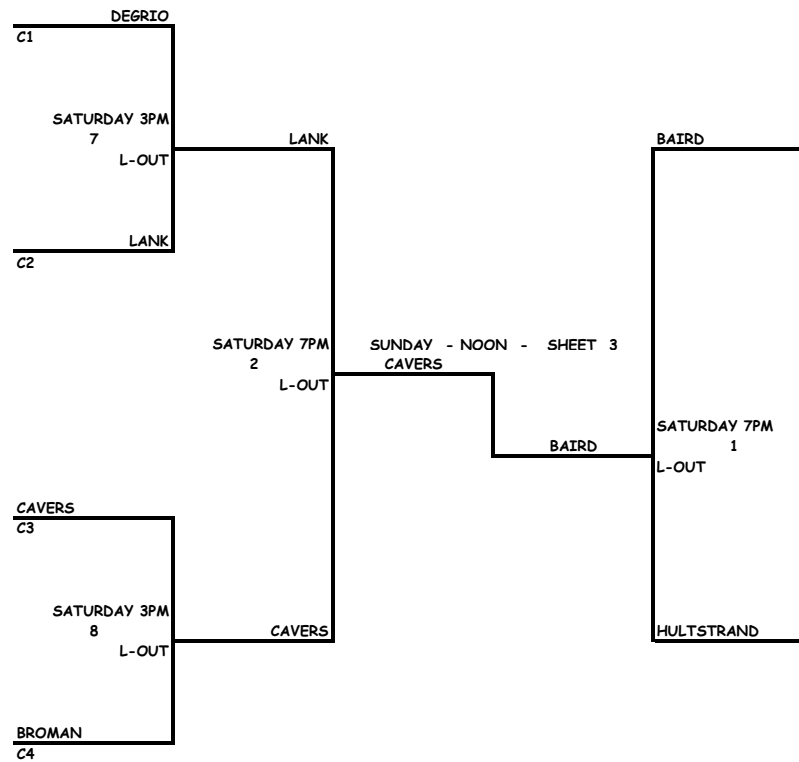 DEGRIO
C1
SATURDAY 3PM
7
L-OUT
LANK
BAIRD
LANK
C2
SATURDAY 7PM
2
L-OUT
SUNDAY - NOON - SHEET 3
CAVERS
BAIRD
SATURDAY 7PM
1
L-OUT
CAVERS
C3
SATURDAY 3PM
8
L-OUT
CAVERS
HULTSTRAND
BROMAN
C4